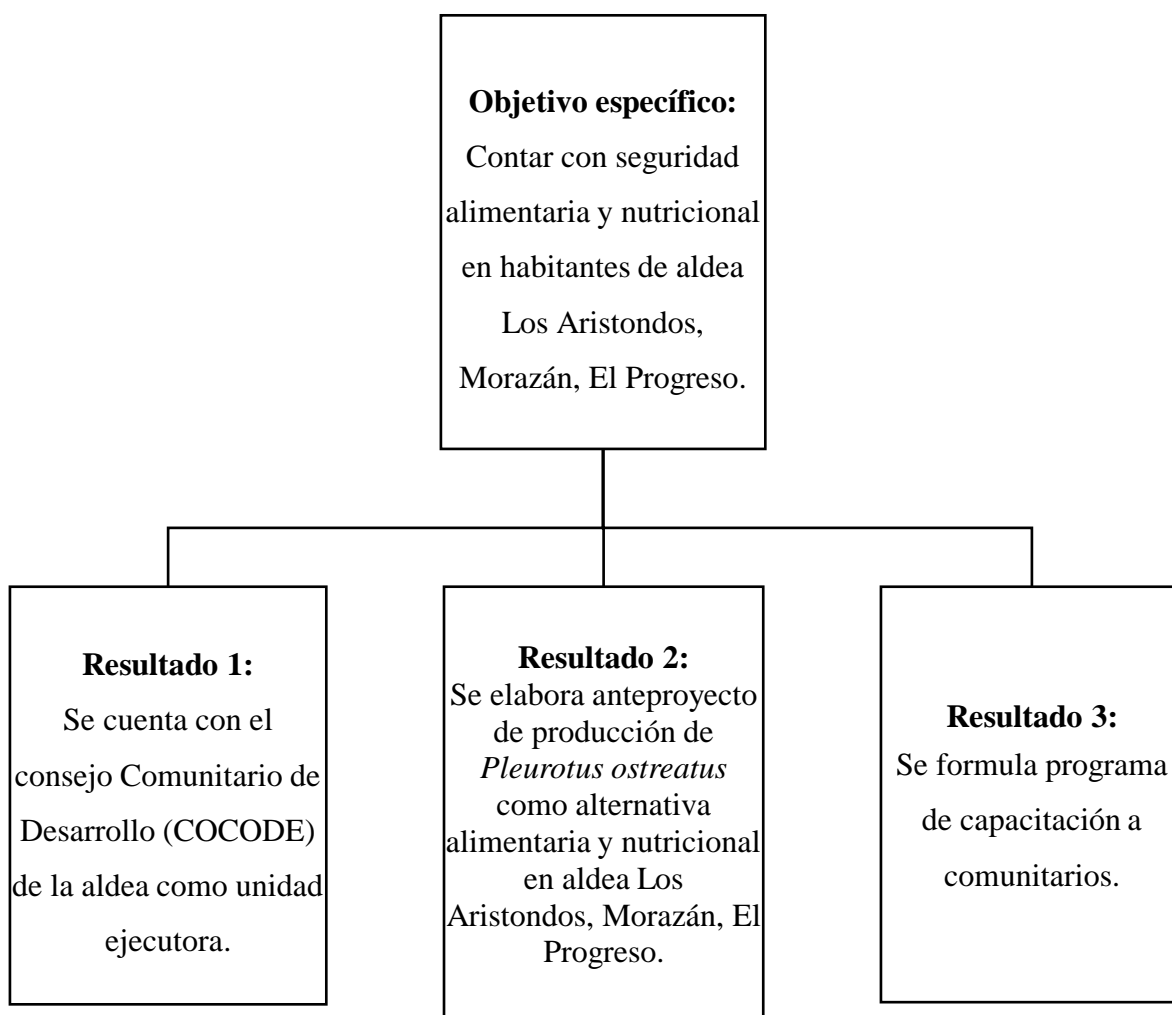 Objetivo específico:
Contar con seguridad
alimentaria y nutricional
en habitantes de aldea
Los Aristondos,
Morazán, El Progreso.
Resultado 1:
Se cuenta con el
consejo Comunitario de
Desarrollo (COCODE)
de la aldea como unidad
ejecutora.
Resultado 2:
Se elabora anteproyecto
de producción de
Pleurotus ostreatus
como alternativa
alimentaria y nutricional
en aldea Los
Aristondos, Morazán, El
Progreso.
Resultado 3:
Se formula programa
de capacitación a
comunitarios.